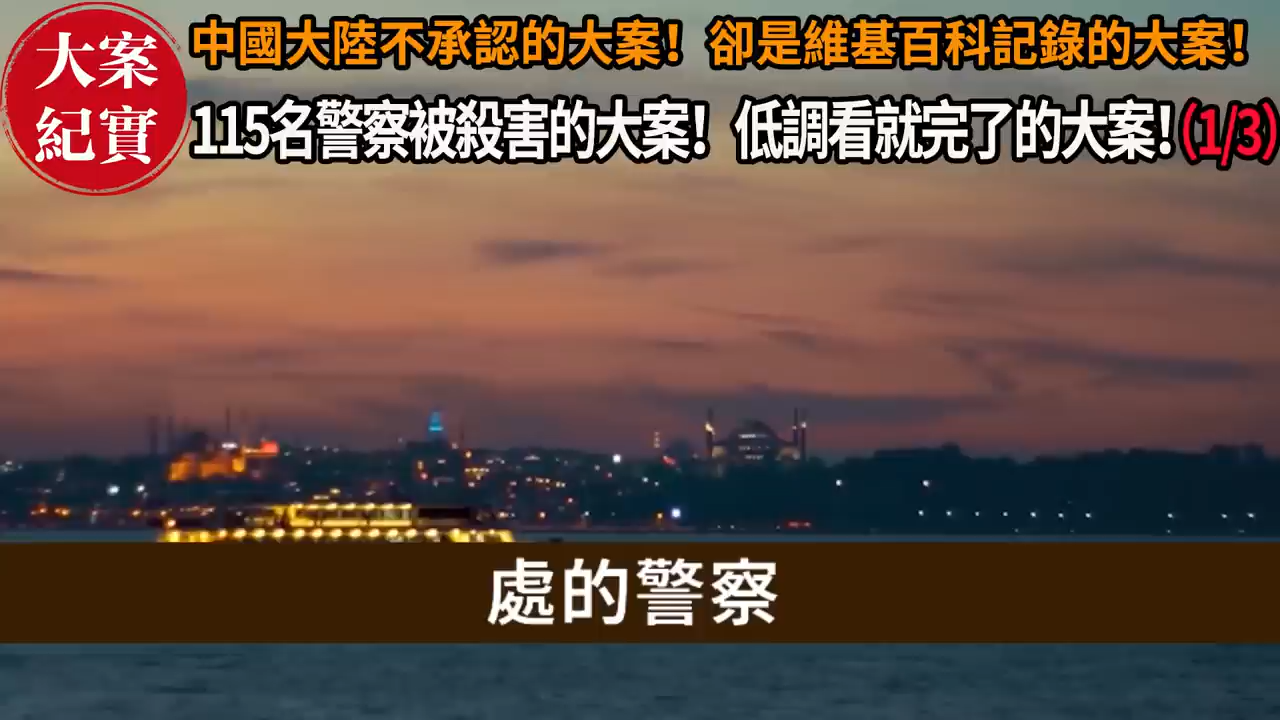 大案
紀實
中國大陸不承認的大案！卻是維基百科記錄的大案！
115名警察被殺害的大案！低調看就完了的大案！(1/3)
處的警察